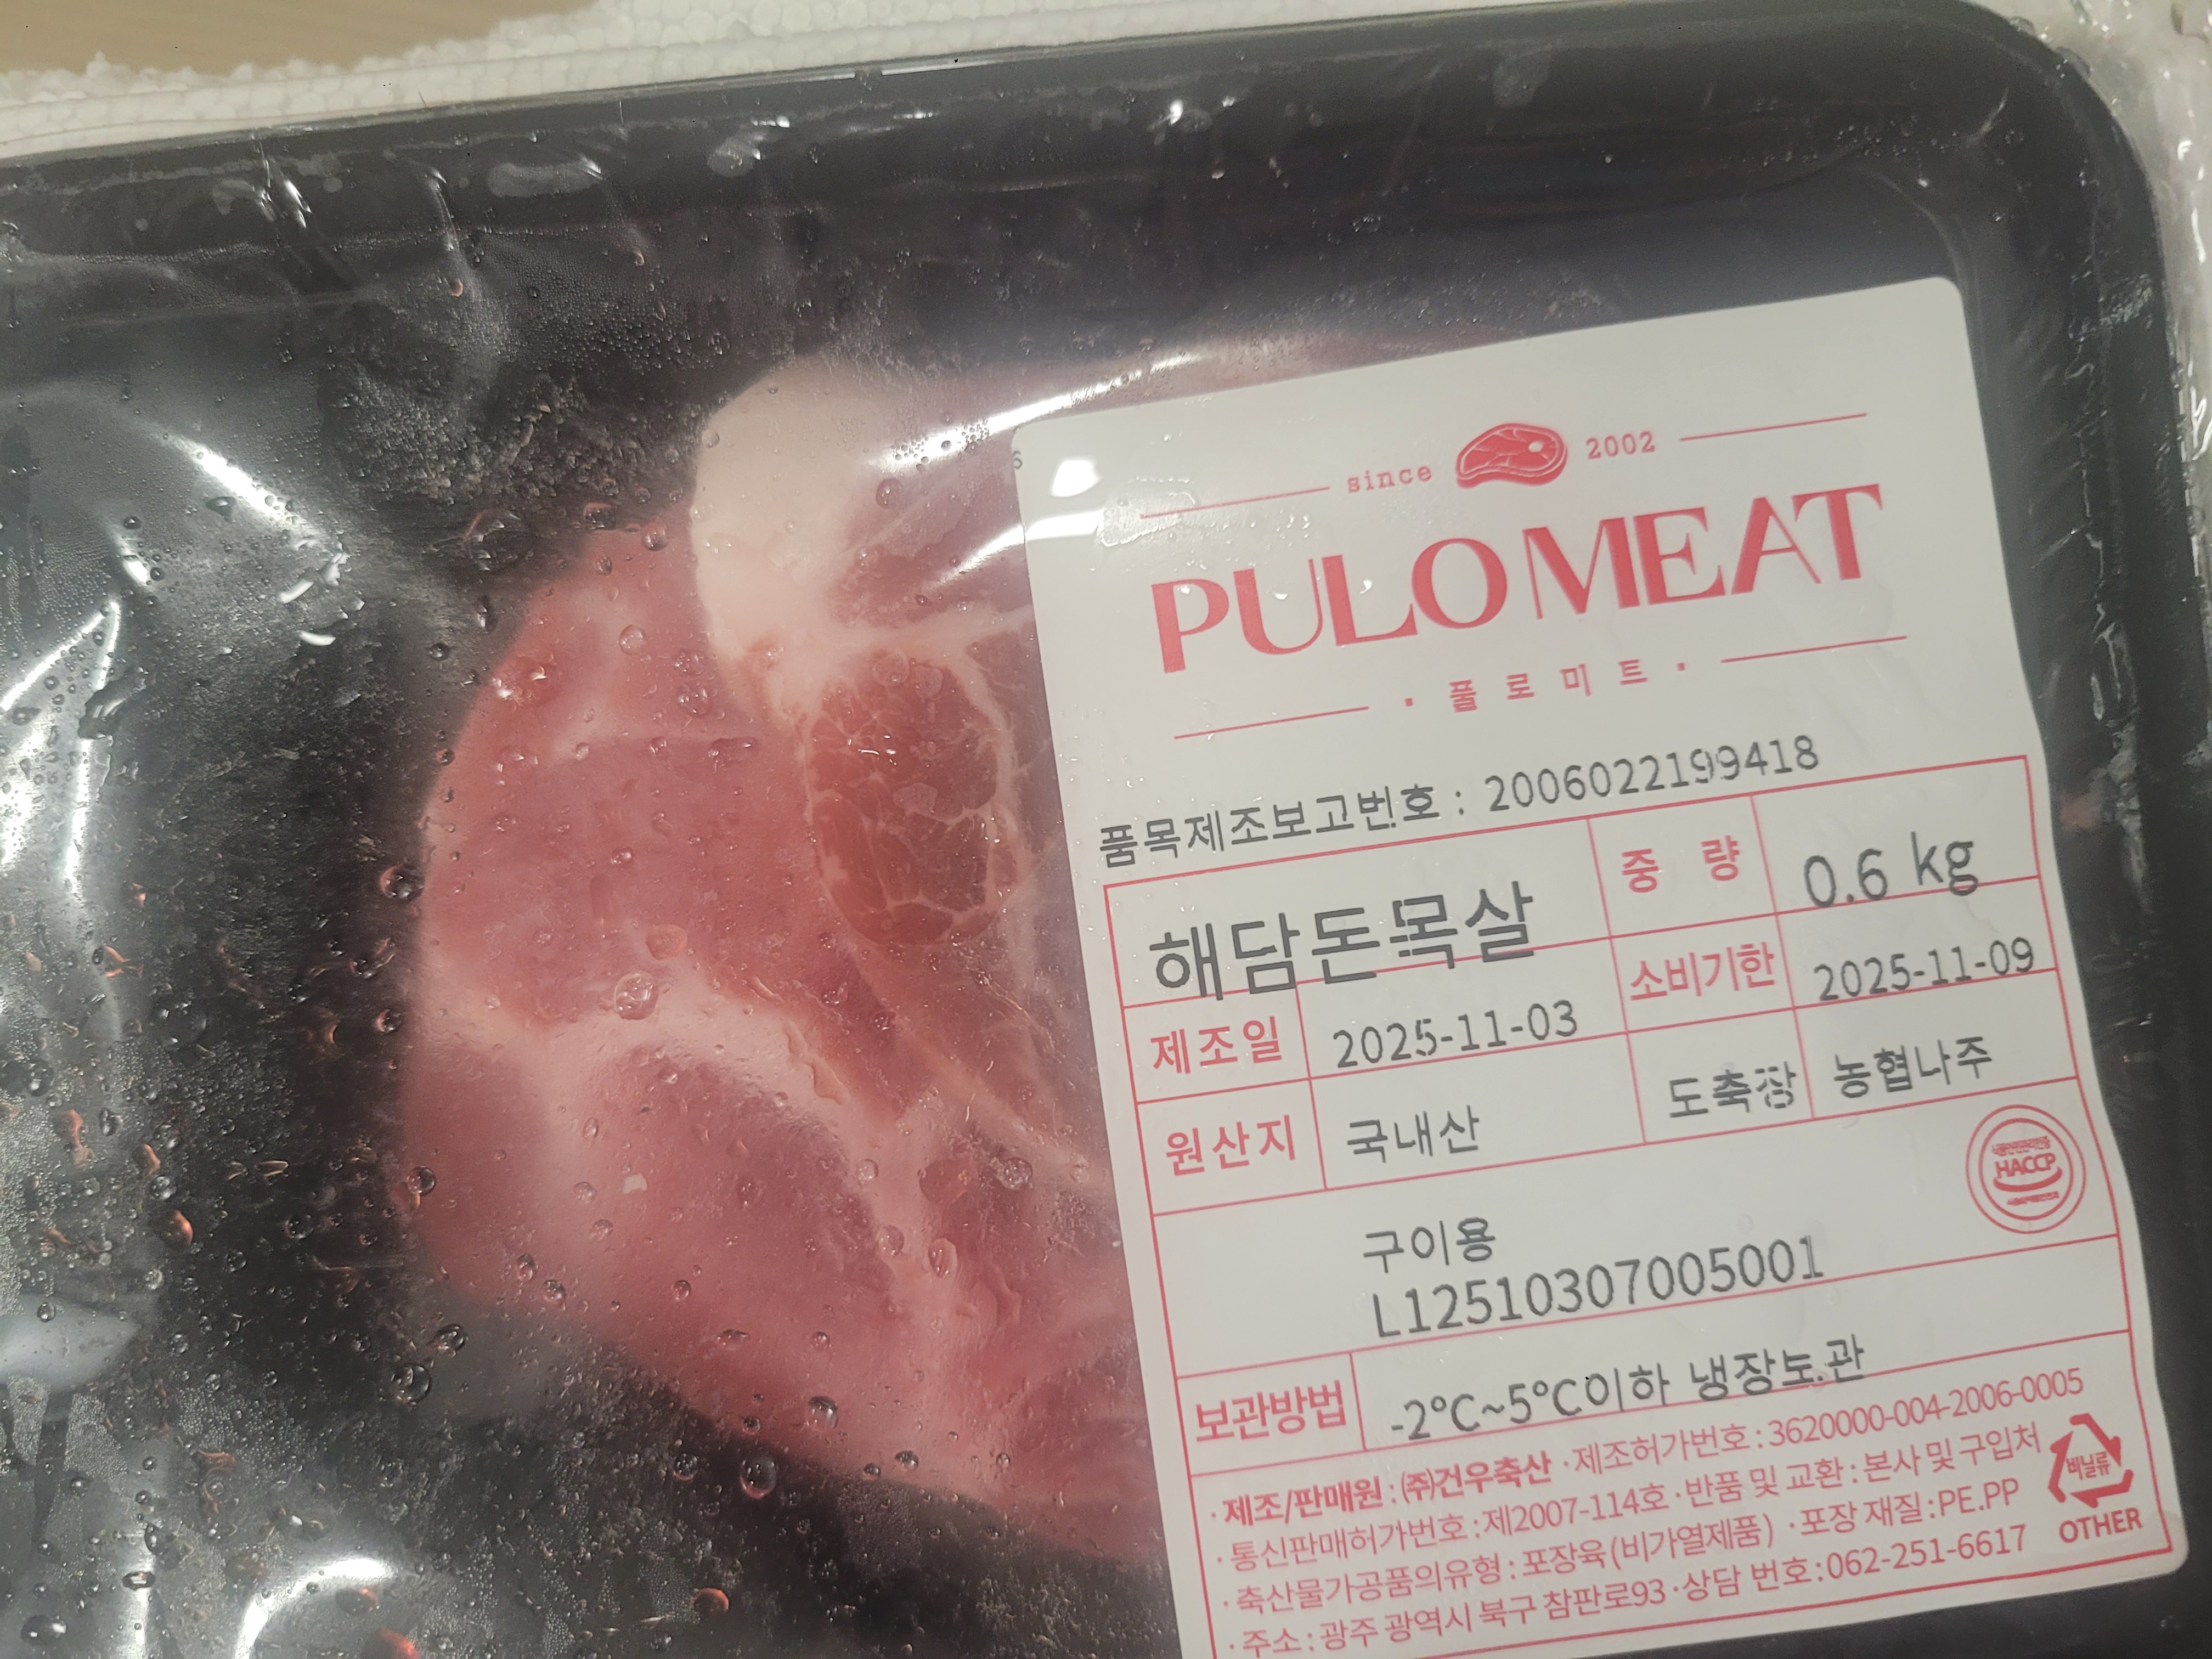 since 2002
PULO MEAT
· 풀로미트 ·
품목제조보고번호 : 2006022199418
해담돈목살 중 량 0.6 kg
소비기한 2025-11-09
제조일 2025-11-03
도축장 농협나주
원산지 국내산
HACCP
구이용
L12510307005001
보관방법 -2°C~5°C이하 냉장보관
· 제조/판매원 : ㈜건우축산 · 제조허가번호 : 3620000-004-2006-0005
· 통신판매허가번호 : 제2007-114호 · 반품 및 교환 : 본사 및 구입처
· 축산물가공품의유형 : 포장육(비가열제품) · 포장 재질 : PE.PP
· 주소 : 광주 광역시 북구 참판로93 · 상담 번호 : 062-251-6617
비닐류
OTHER